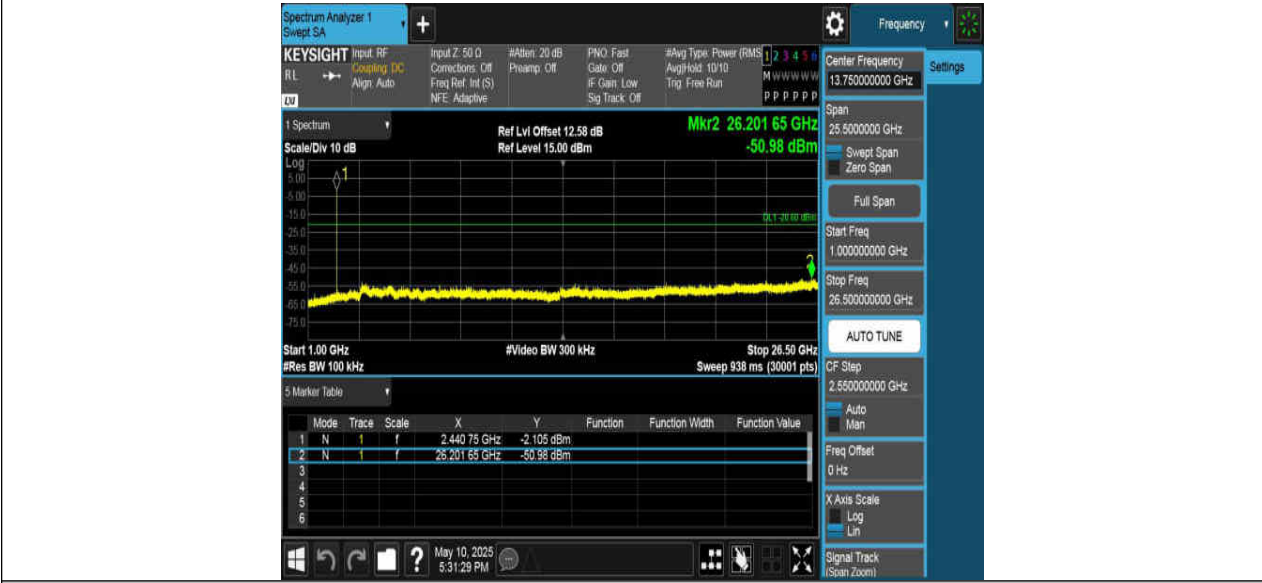 Spectrum Analyzer 1
Swept SA
+
Frequency
KEYSIGHT
RL
LXI
Input: RF
Coupling: DC
Align: Auto
Input Z: 50 Ω
Corrections: Off
Freq Ref: Int (S)
NFE: Adaptive
#Atten: 20 dB
Preamp: Off
PNO: Fast
Gate: Off
IF Gain: Low
Sig Track: Off
#Avg Type: Power (RMS
Avg|Hold: 10/10
Trig: Free Run
1 2 3 4 5 6
M W W W W W
P P P P P P
1 Spectrum
Scale/Div 10 dB
Ref Lvl Offset 12.58 dB
Ref Level 15.00 dBm
Mkr2 26.201 65 GHz
-50.98 dBm
Log
5.00
-5.00
-15.0
-25.0
-35.0
-45.0
-55.0
-65.0
-75.0
1
2
Start 1.00 GHz
#Res BW 100 kHz
#Video BW 300 kHz
Stop 26.50 GHz
Sweep 938 ms (30001 pts)
5 Marker Table
Mode Trace Scale X Y Function Function Width Function Value
1 N 1 f 2.440 75 GHz -2.105 dBm
2 N 1 f 26.201 65 GHz -50.98 dBm
3
4
5
6
?
May 10, 2025
5:31:29 PM
Center Frequency
13.750000000 GHz
Settings
Span
25.5000000 GHz
Swept Span
Zero Span
Full Span
Start Freq
1.000000000 GHz
Stop Freq
26.500000000 GHz
AUTO TUNE
CF Step
2.550000000 GHz
Auto
Man
Freq Offset
0 Hz
X Axis Scale
Log
Lin
Signal Track
(Span Zoom)